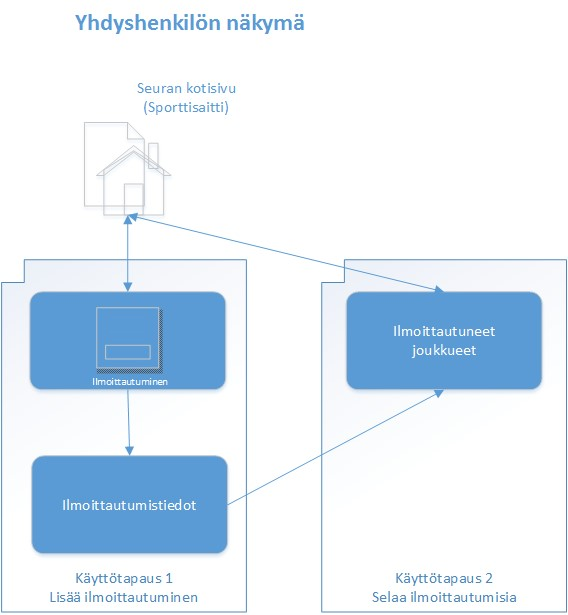 Yhdyshenkilön näkymä
Seuran kotisivu
(Sporttisaitti)
Ilmoittautuminen
Ilmoittautumistiedot
Käyttötapaus 1
Lisää ilmoittautuminen
Ilmoittautuneet
joukkueet
Käyttötapaus 2
Selaa ilmoittautumisia